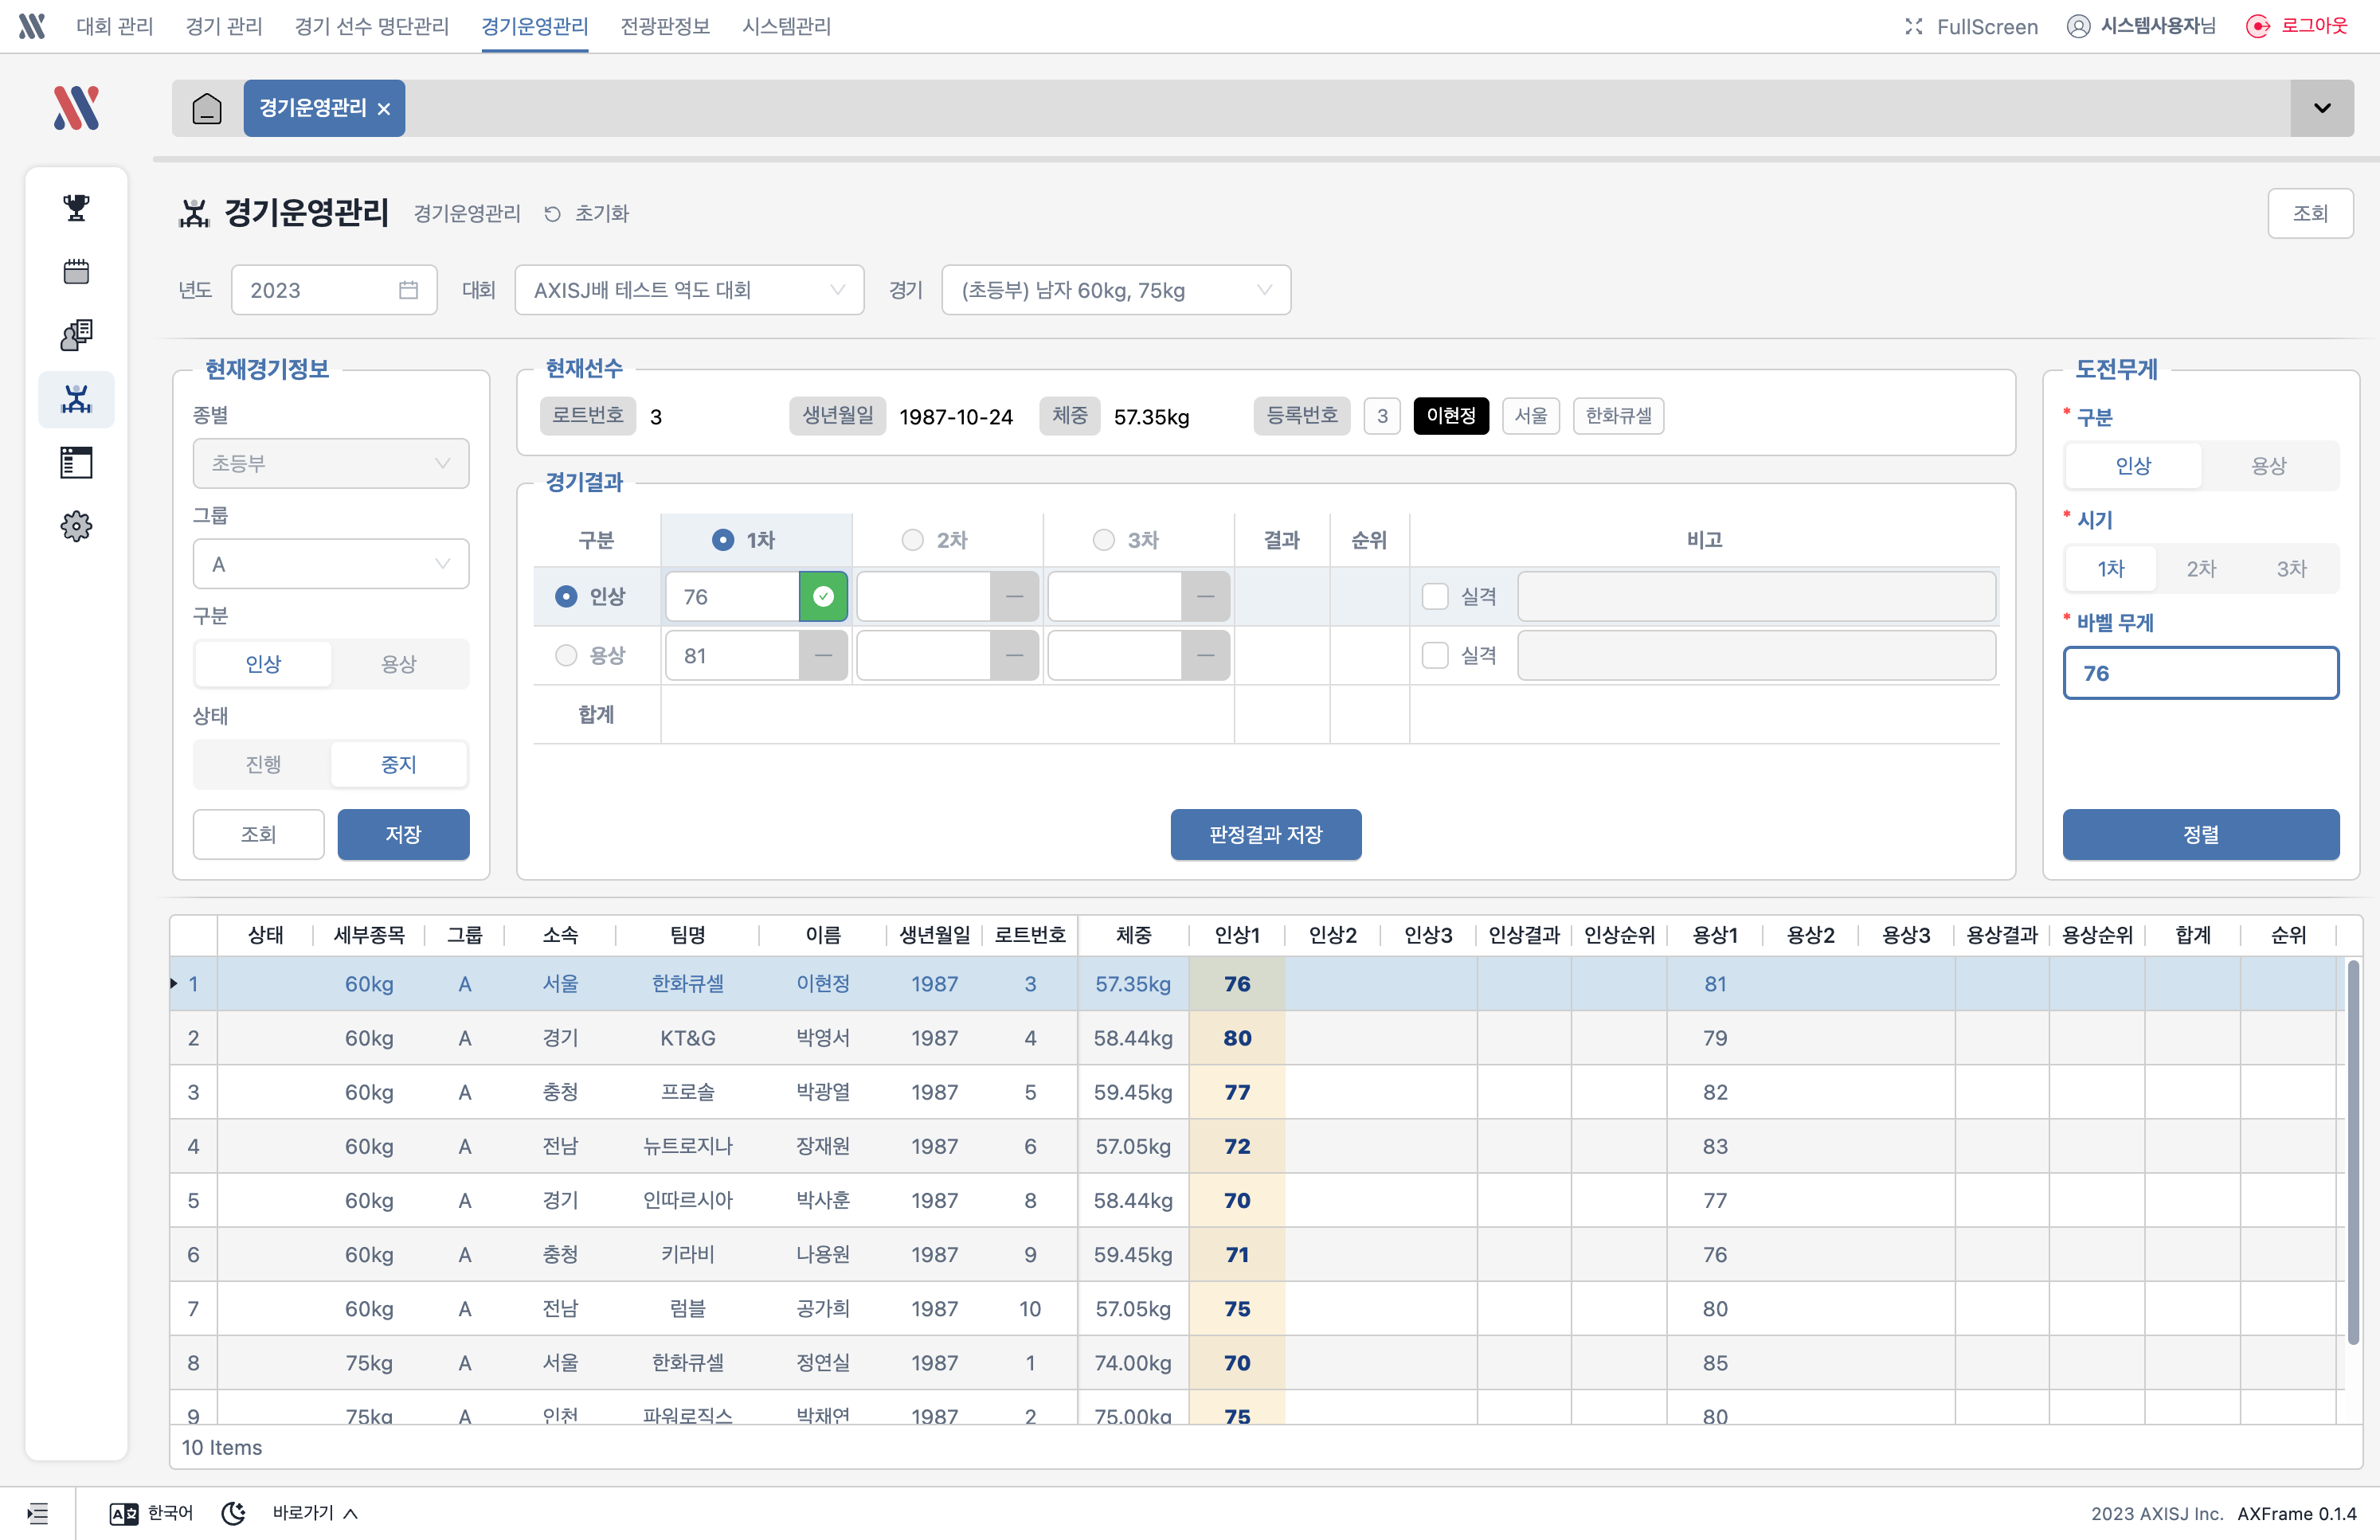 대회 관리 경기 관리 경기 선수 명단관리 경기운영관리 전광판정보 시스템관리 FullScreen 시스템사용자님 로그아웃
경기운영관리
경기운영관리 경기운영관리 초기화 조회
년도 2023 대회 AXISJ배 테스트 역도 대회 경기 (초등부) 남자 60kg, 75kg
현재경기정보
종별
초등부
그룹
A
구분
인상 용상
상태
진행 중지
조회 저장
현재선수
로트번호 3 생년월일 1987-10-24 체중 57.35kg 등록번호 3 이현정 서울 한화큐셀
경기결과
구분 1차 2차 3차 결과 순위 비고
인상 76 실격
용상 81 실격
합계
판정결과 저장
도전무게
* 구분
인상 용상
* 시기
1차 2차 3차
* 바벨 무게
76
정렬
상태 세부종목 그룹 소속 팀명 이름 생년월일 로트번호 체중 인상1 인상2 인상3 인상결과 인상순위 용상1 용상2 용상3 용상결과 용상순위 합계 순위
1 60kg A 서울 한화큐셀 이현정 1987 3 57.35kg 76 81
2 60kg A 경기 KT&G 박영서 1987 4 58.44kg 80 79
3 60kg A 충청 프로솔 박광열 1987 5 59.45kg 77 82
4 60kg A 전남 뉴트로지나 장재원 1987 6 57.05kg 72 83
5 60kg A 경기 인따르시아 박사훈 1987 8 58.44kg 70 77
6 60kg A 충청 키라비 나용원 1987 9 59.45kg 71 76
7 60kg A 전남 럼블 공가희 1987 10 57.05kg 75 80
8 75kg A 서울 한화큐셀 정연실 1987 1 74.00kg 70 85
9 75kg A 인천 파워로직스 박채연 1987 2 75.00kg 75 80
10 Items
한국어 바로가기 2023 AXISJ Inc. AXFrame 0.1.4